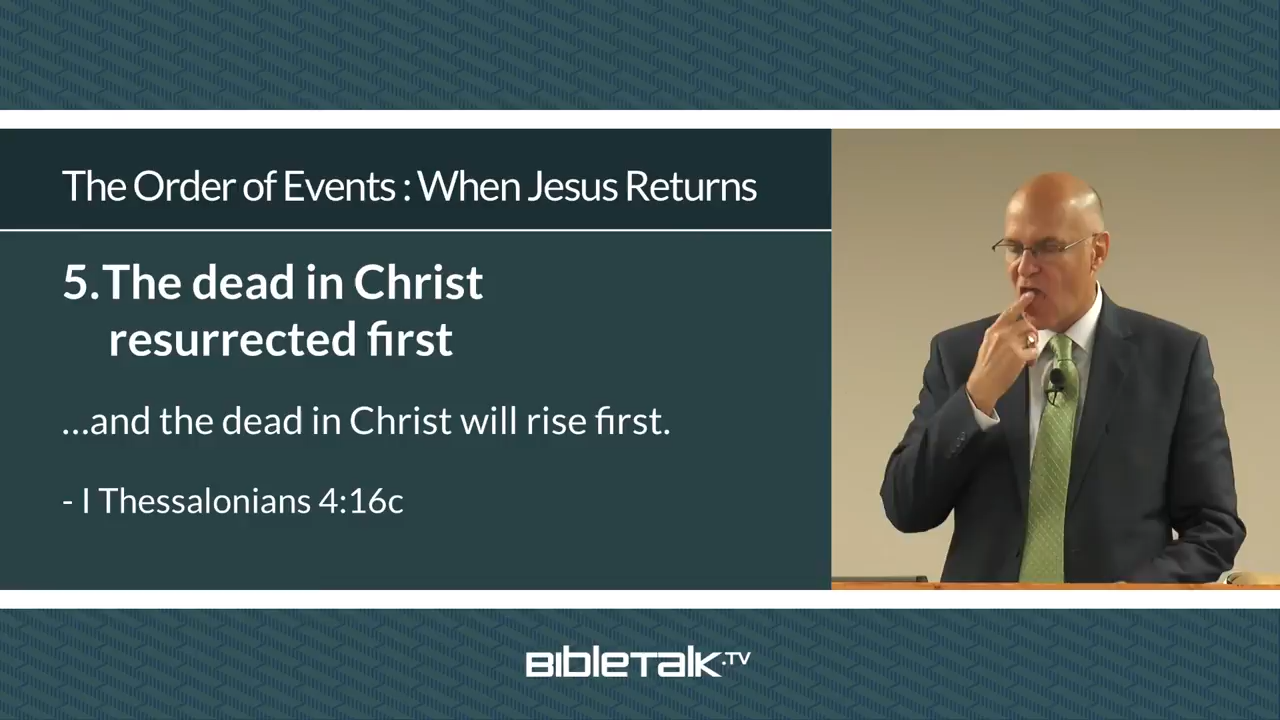 The Order of Events : When Jesus Returns
5. The dead in Christ
resurrected first
...and the dead in Christ will rise first.
- I Thessalonians 4:16c
BIBLETALK.TV